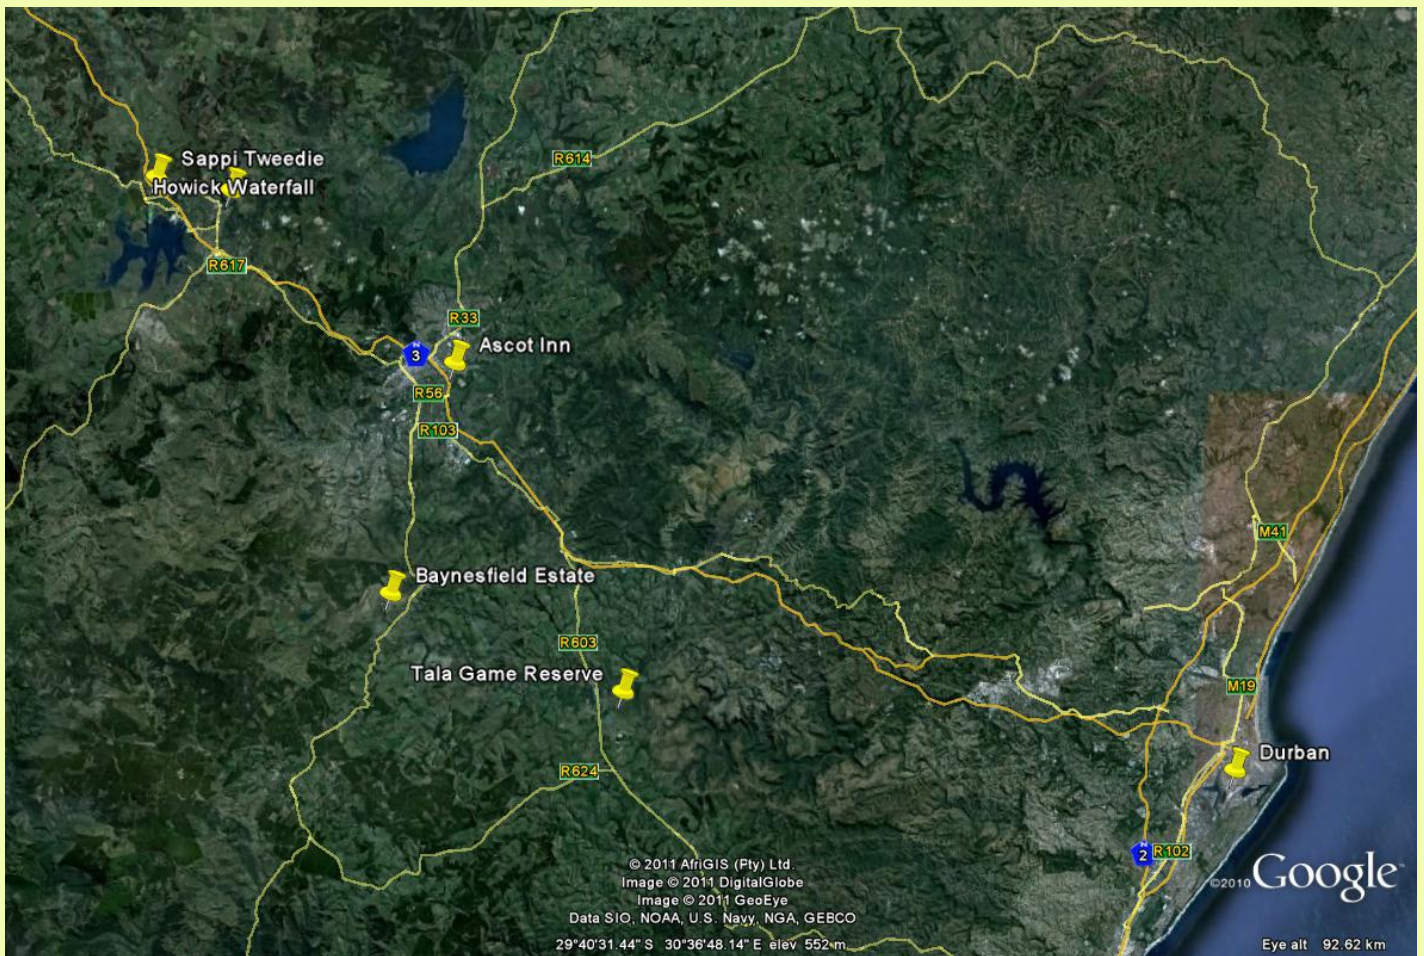 Sappi Tweedie
Howick Waterfall
R614
R617
R33
Ascot Inn
N
3
R56
R103
M41
Baynesfield Estate
R603
Tala Game Reserve
M19
Durban
R624
N
2
R102
© 2011 AfriGIS (Pty) Ltd.
Image © 2011 DigitalGlobe
Image © 2011 GeoEye
Data SIO, NOAA, U.S. Navy, NGA, GEBCO
29°40'31.44" S 30°36'48.14" E elev 552 m
©2010 Google™
Eye alt 92.62 km